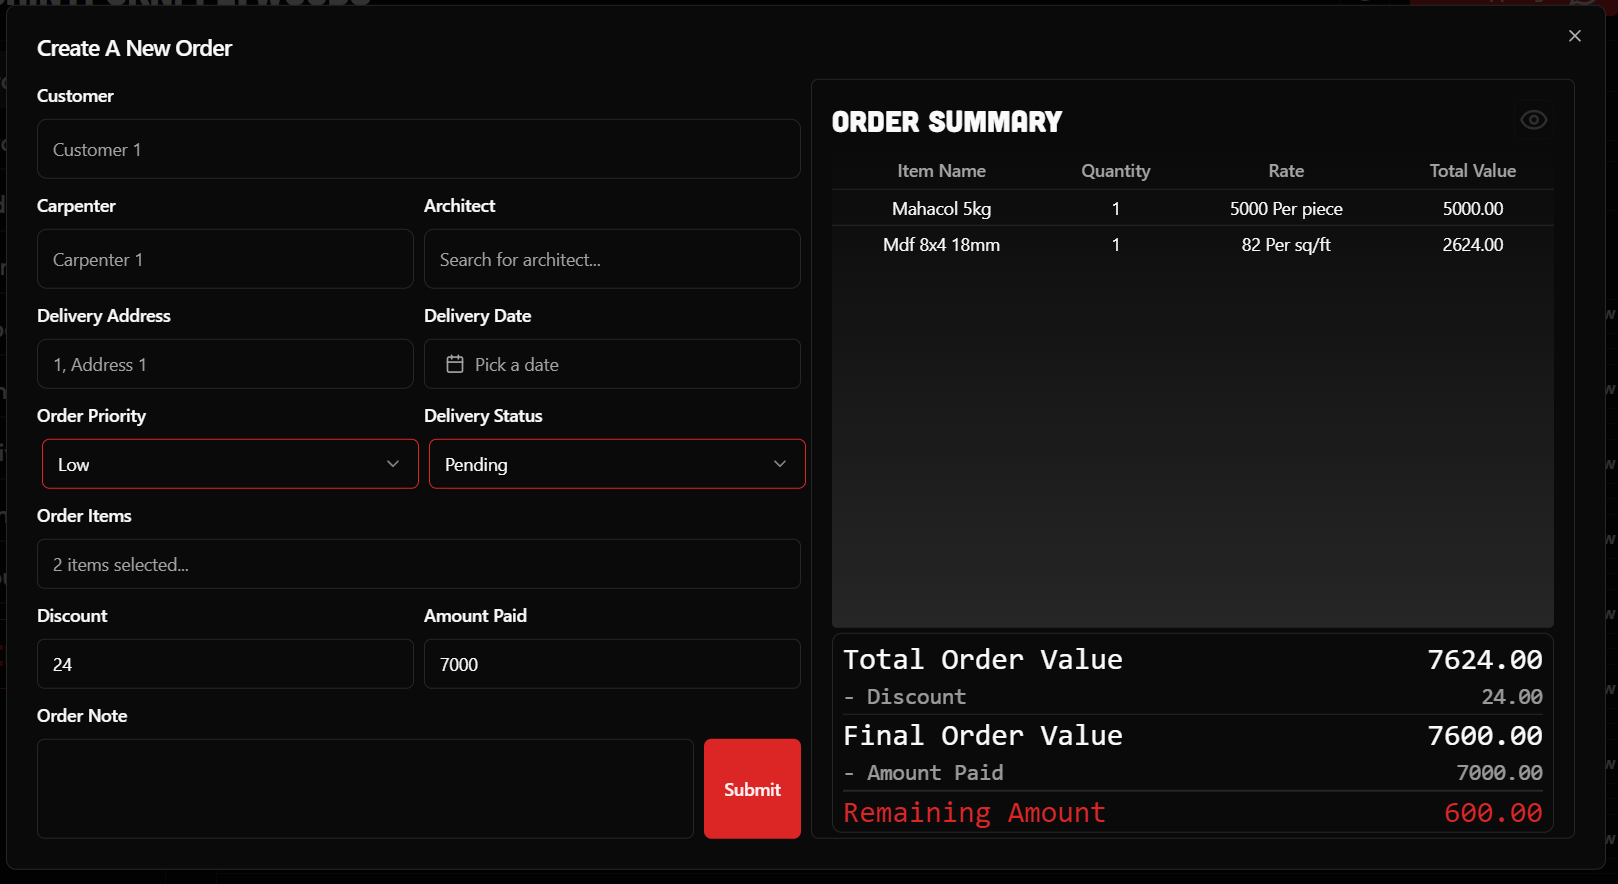 Create A New Order
Customer
Customer 1
Carpenter
Architect
Carpenter 1
Search for architect...
Delivery Address
Delivery Date
1, Address 1
Pick a date
Order Priority
Delivery Status
Low
Pending
Order Items
2 items selected...
Discount
Amount Paid
24
7000
Order Note
Submit
ORDER SUMMARY
Item Name Quantity Rate Total Value
Mahacol 5kg 1 5000 Per piece 5000.00
Mdf 8x4 18mm 1 82 Per sq/ft 2624.00
Total Order Value 7624.00
- Discount 24.00
Final Order Value 7600.00
- Amount Paid 7000.00
Remaining Amount 600.00